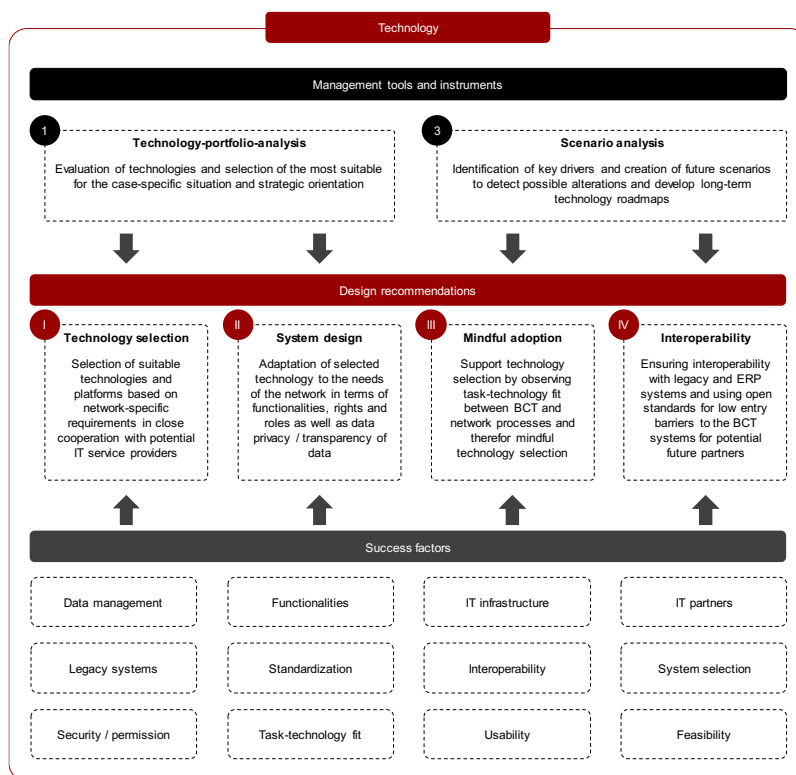 Technology
Management tools and instruments
1
Technology-portfolio-analysis
Evaluation of technologies and selection of the most suitable
for the case-specific situation and strategic orientation
3
Scenario analysis
Identification of key drivers and creation of future scenarios
to detect possible alterations and develop long-term
technology roadmaps
Design recommendations
I
Technology selection
Selection of suitable
technologies and
platforms based on
network-specific
requirements in close
cooperation with potential
IT service providers
II
System design
Adaptation of selected
technology to the needs
of the network in terms of
functionalities, rights and
roles as well as data
privacy / transparency of
data
III
Mindful adoption
Support technology
selection by observing
task-technology fit
between BCT and
network processes and
therefor mindful
technology selection
IV
Interoperability
Ensuring interoperability
with legacy and ERP
systems and using open
standards for low entry
barriers to the BCT
systems for potential
future partners
Success factors
Data management
Functionalities
IT infrastructure
IT partners
Legacy systems
Standardization
Interoperability
System selection
Security / permission
Task-technology fit
Usability
Feasibility